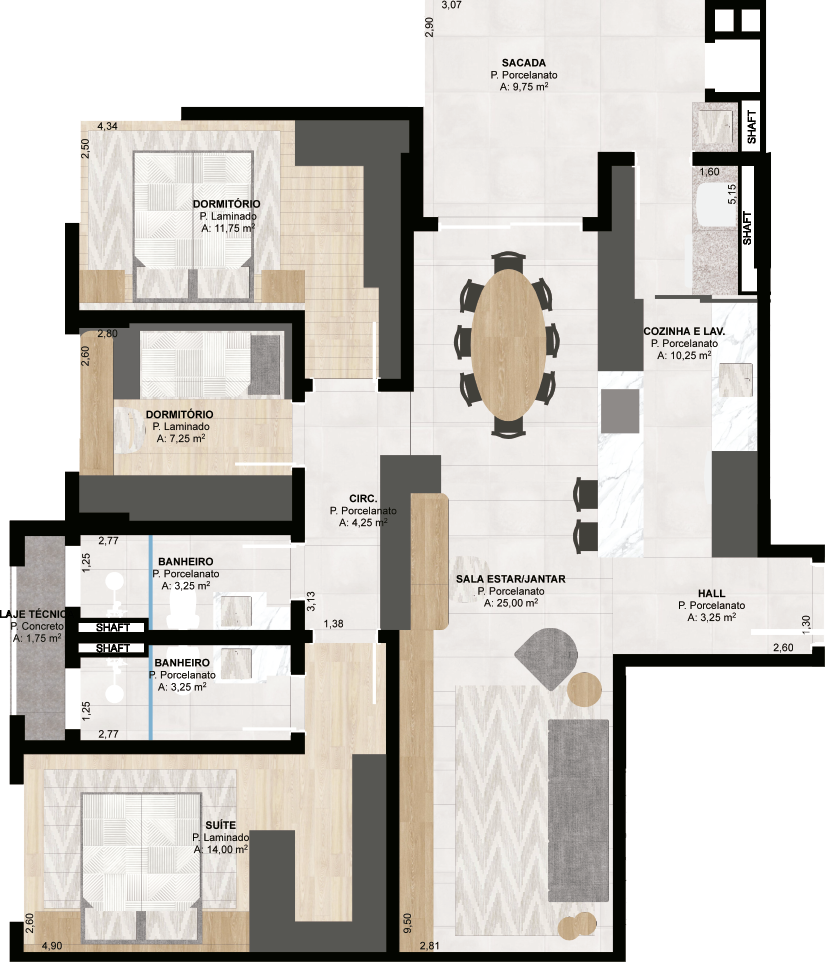 3,07
2,90
SACADA
P. Porcelanato
A: 9,75 m²
SHAFT
4,34
2,50
DORMITÓRIO
P. Laminado
A: 11,75 m²
1,60
5,15
SHAFT
2,80
2,60
DORMITÓRIO
P. Laminado
A: 7,25 m²
COZINHA E LAV.
P. Porcelanato
A: 10,25 m²
CIRC.
P. Porcelanato
A: 4,25 m²
2,77
1,25
BANHEIRO
P. Porcelanato
A: 3,25 m²
3,13
1,38
SALA ESTAR/JANTAR
P. Porcelanato
A: 25,00 m²
HALL
P. Porcelanato
A: 3,25 m²
1,30
2,60
LAJE TÉCNIC
P. Concreto
A: 1,75 m²
SHAFT
SHAFT
BANHEIRO
P. Porcelanato
A: 3,25 m²
1,25
2,77
SUÍTE
P. Laminado
A: 14,00 m²
2,60
4,90
9,50
2,81